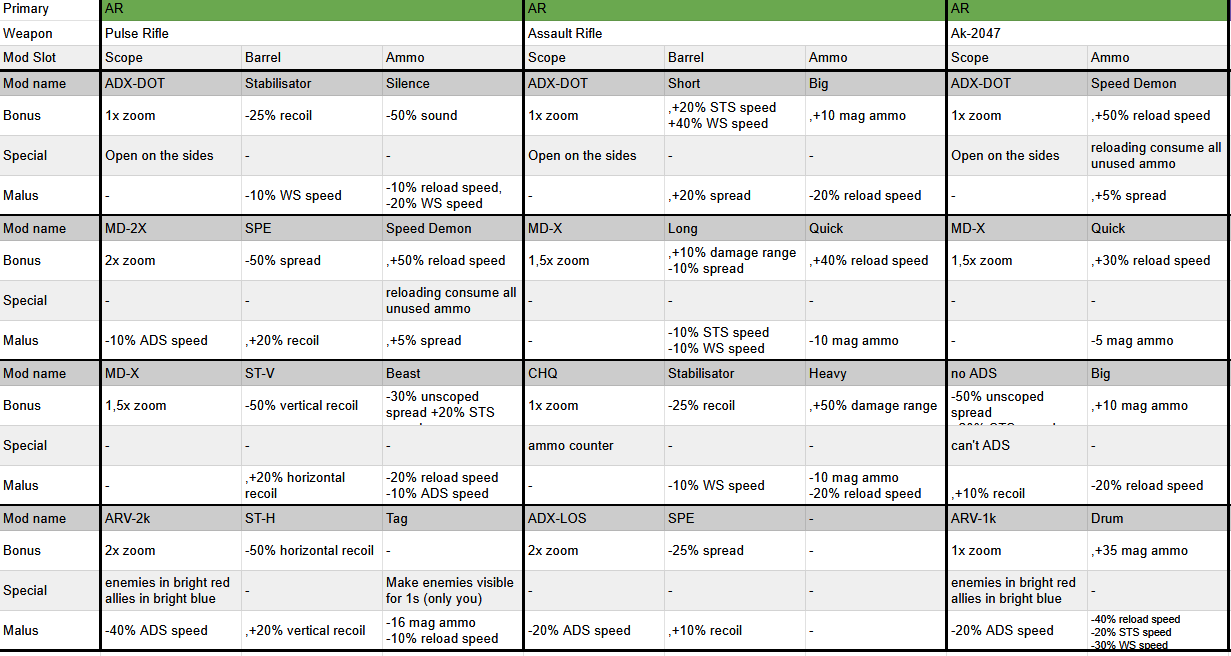 Primary AR AR AR
Weapon Pulse Rifle Assault Rifle Ak-2047
Mod Slot Scope Barrel Ammo Scope Barrel Ammo Scope Ammo
Mod name ADX-DOT Stabilisator Silence ADX-DOT Short Big ADX-DOT Speed Demon
Bonus 1x zoom -25% recoil -50% sound 1x zoom ,+20% STS speed
+40% WS speed ,+10 mag ammo 1x zoom ,+50% reload speed
Special Open on the sides - - Open on the sides - - Open on the sides reloading consume all
unused ammo
Malus - -10% WS speed -10% reload speed,
-20% WS speed - ,+20% spread -20% reload speed - ,+5% spread
Mod name MD-2X SPE Speed Demon MD-X Long Quick MD-X Quick
Bonus 2x zoom -50% spread ,+50% reload speed 1,5x zoom ,+10% damage range
-10% spread ,+40% reload speed 1,5x zoom ,+30% reload speed
Special - - reloading consume all
unused ammo - - - - -
Malus -10% ADS speed ,+20% recoil ,+5% spread - -10% STS speed
-10% WS speed -10 mag ammo - -5 mag ammo
Mod name MD-X ST-V Beast CHQ Stabilisator Heavy no ADS Big
Bonus 1,5x zoom -50% vertical recoil -30% unscoped
spread +20% STS 1x zoom -25% recoil ,+50% damage range -50% unscoped
spread ,+10 mag ammo
Special - - - ammo counter - - can't ADS -
Malus - ,+20% horizontal
recoil -20% reload speed
-10% ADS speed - -10% WS speed -10 mag ammo
-20% reload speed ,+10% recoil -20% reload speed
Mod name ARV-2k ST-H Tag ADX-LOS SPE - ARV-1k Drum
Bonus 2x zoom -50% horizontal recoil - 2x zoom -25% spread - 1x zoom ,+35 mag ammo
Special enemies in bright red
allies in bright blue - Make enemies visible
for 1s (only you) - - - enemies in bright red
allies in bright blue -
Malus -40% ADS speed ,+20% vertical recoil -16 mag ammo
-10% reload speed -20% ADS speed ,+10% recoil - -20% ADS speed -40% reload speed
-20% STS speed
-30% WS speed